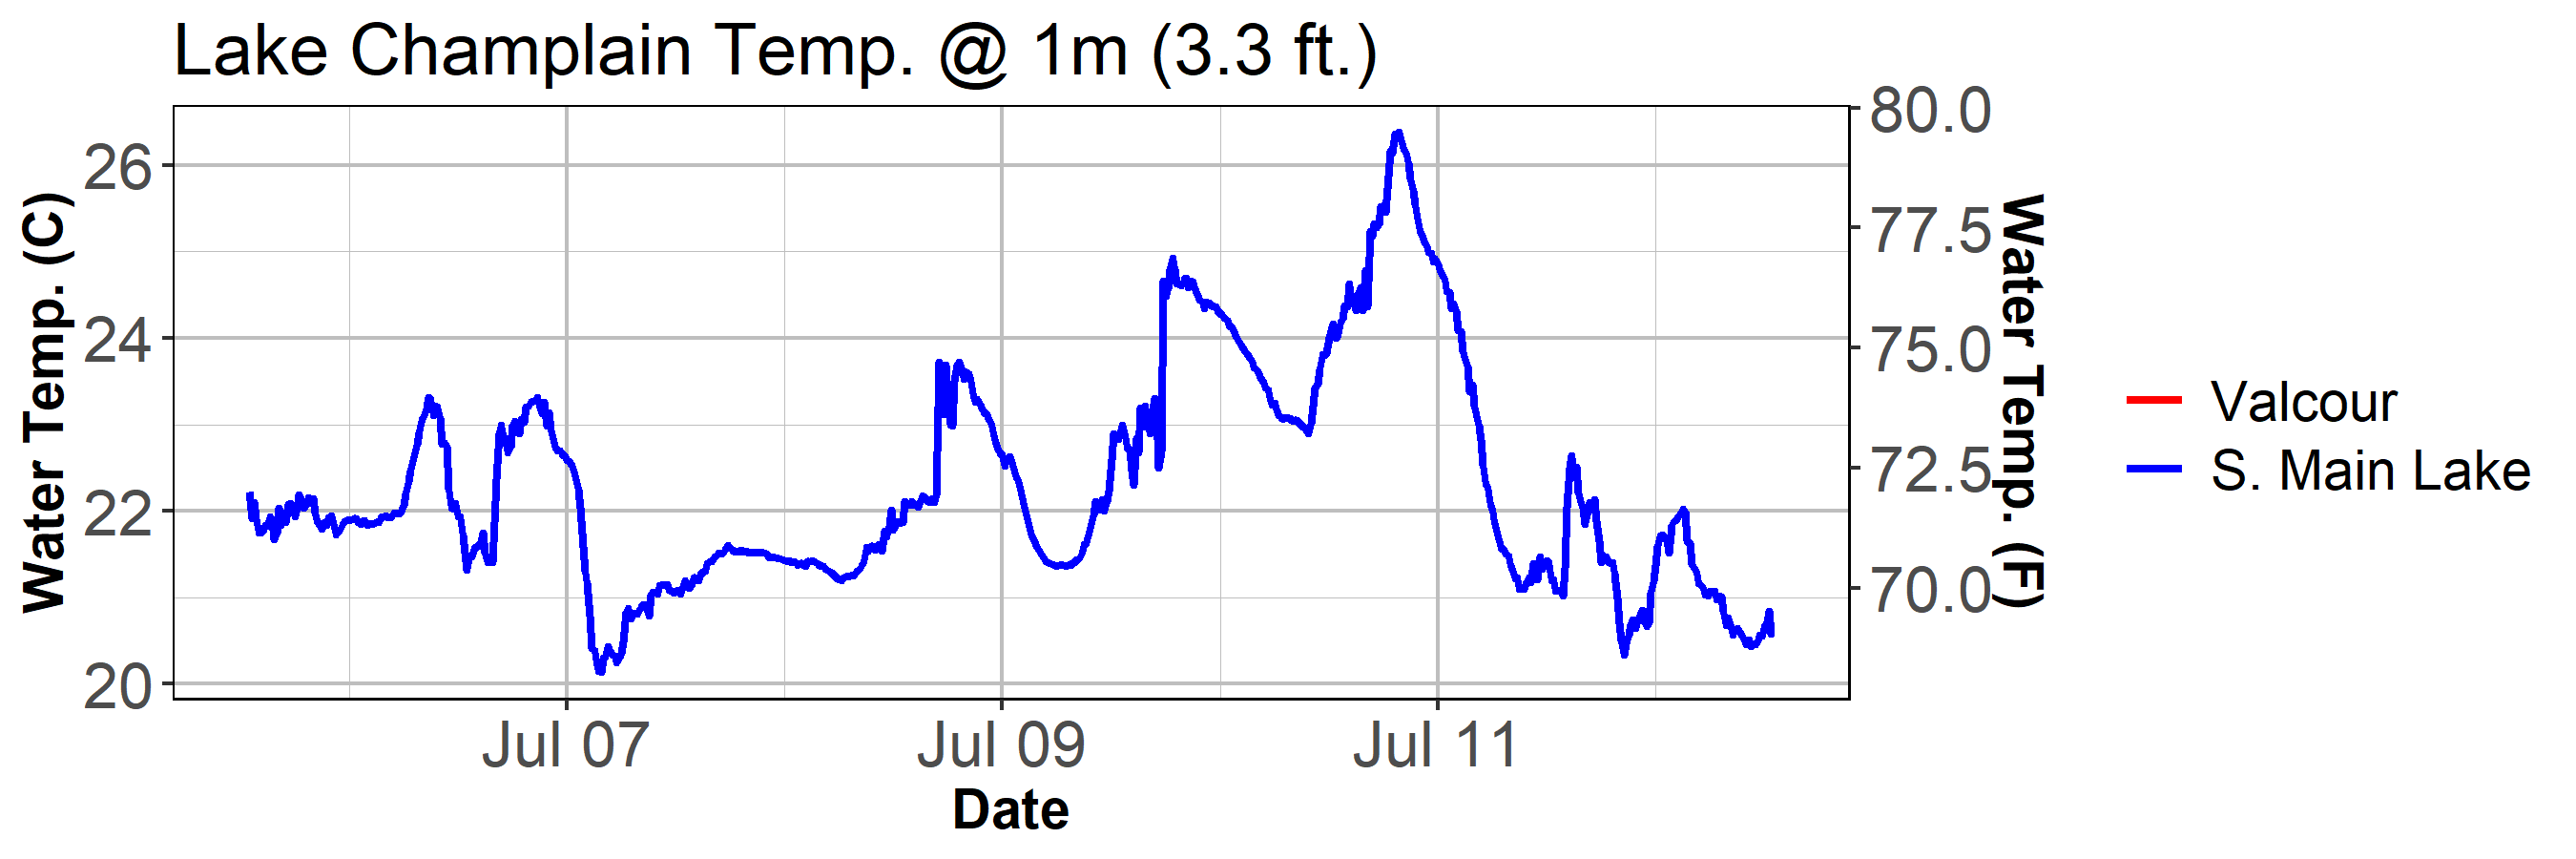 Lake Champlain Temp. @ 1m (3.3 ft.)
Water Temp. (C)
26
24
22
20
80.0
77.5
75.0
72.5
70.0
Water Temp. (F)
Jul 07
Jul 09
Jul 11
Date
Valcour
S. Main Lake